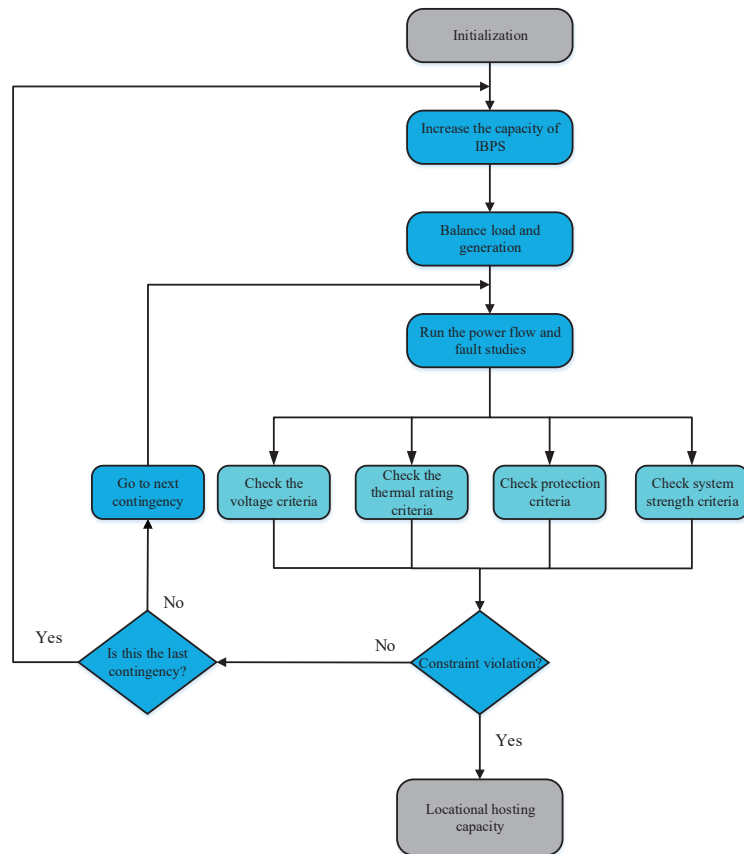 Initialization
Increase the capacity of
IBPS
Balance load and
generation
Run the power flow and
fault studies
Go to next
contingency
Check the
voltage criteria
Check the
thermal rating
criteria
Check protection
criteria
Check system
strength criteria
No
Yes
Is this the last
contingency?
No
Constraint violation?
Yes
Locational hosting
capacity